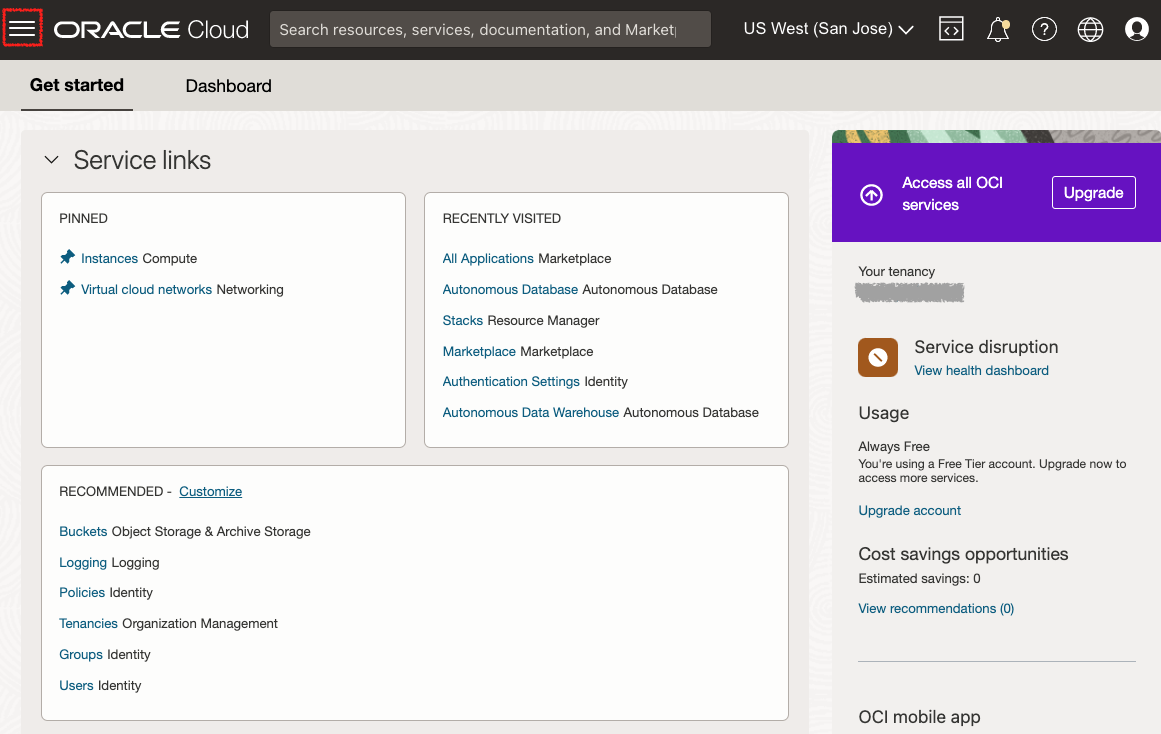 ORACLE Cloud
Search resources, services, documentation, and Market
US West (San Jose)
Get started
Dashboard
Service links
PINNED
Instances Compute
Virtual cloud networks Networking
RECENTLY VISITED
All Applications Marketplace
Autonomous Database Autonomous Database
Stacks Resource Manager
Marketplace Marketplace
Authentication Settings Identity
Autonomous Data Warehouse Autonomous Database
RECOMMENDED - Customize
Buckets Object Storage & Archive Storage
Logging Logging
Policies Identity
Tenancies Organization Management
Groups Identity
Users Identity
Access all OCI
services
Upgrade
Your tenancy
Service disruption
View health dashboard
Usage
Always Free
You're using a Free Tier account. Upgrade now to
access more services.
Upgrade account
Cost savings opportunities
Estimated savings: 0
View recommendations (0)
OCI mobile app